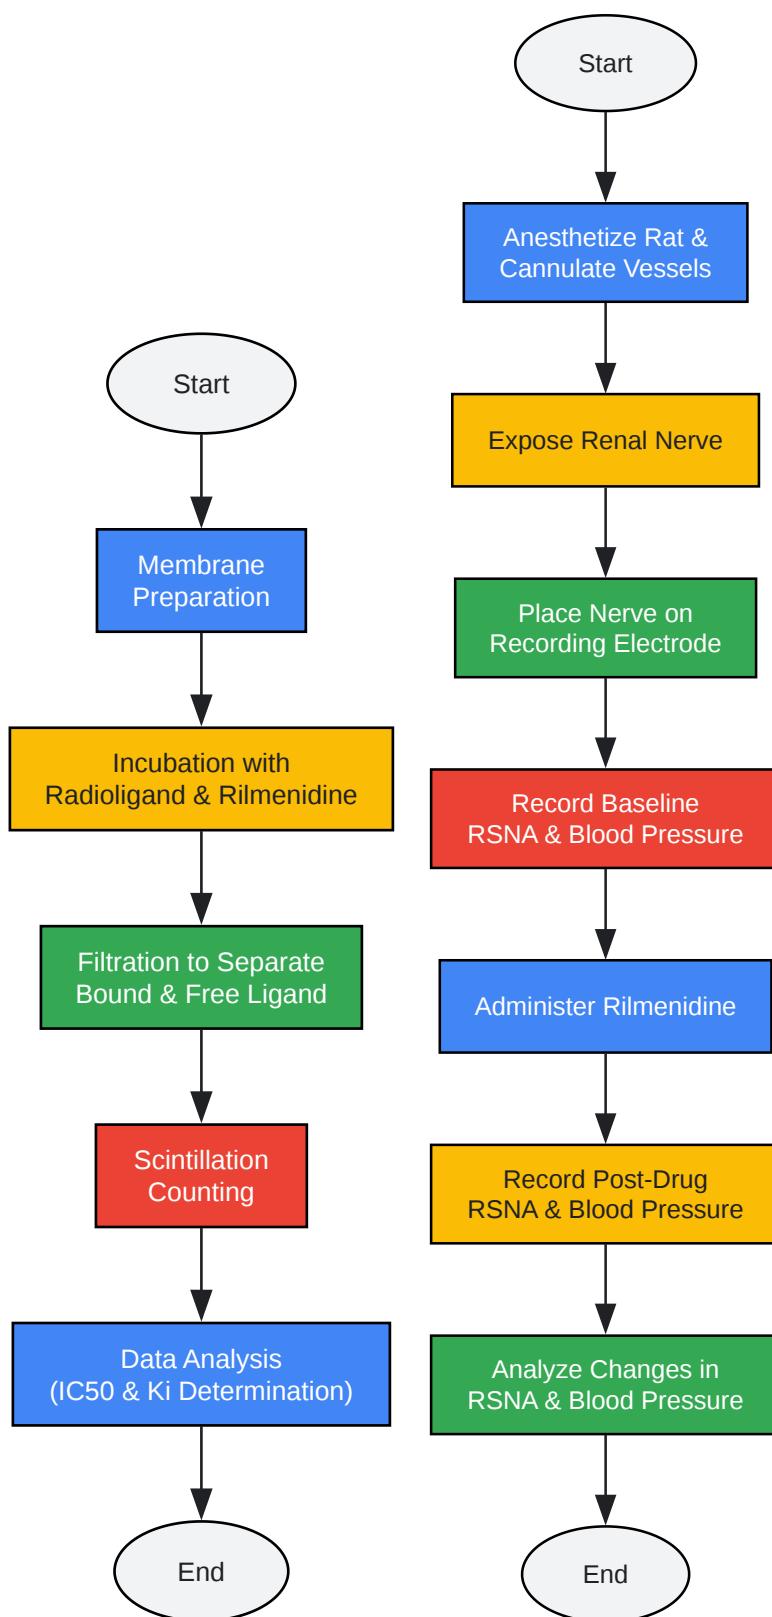 Start
Membrane
Preparation
Incubation with
Radioligand & Rilmenidine
Filtration to Separate
Bound & Free Ligand
Scintillation
Counting
Data Analysis
(IC50 & Ki Determination)
End
Start
Anesthetize Rat &
Cannulate Vessels
Expose Renal Nerve
Place Nerve on
Recording Electrode
Record Baseline
RSNA & Blood Pressure
Administer Rilmenidine
Record Post-Drug
RSNA & Blood Pressure
Analyze Changes in
RSNA & Blood Pressure
End